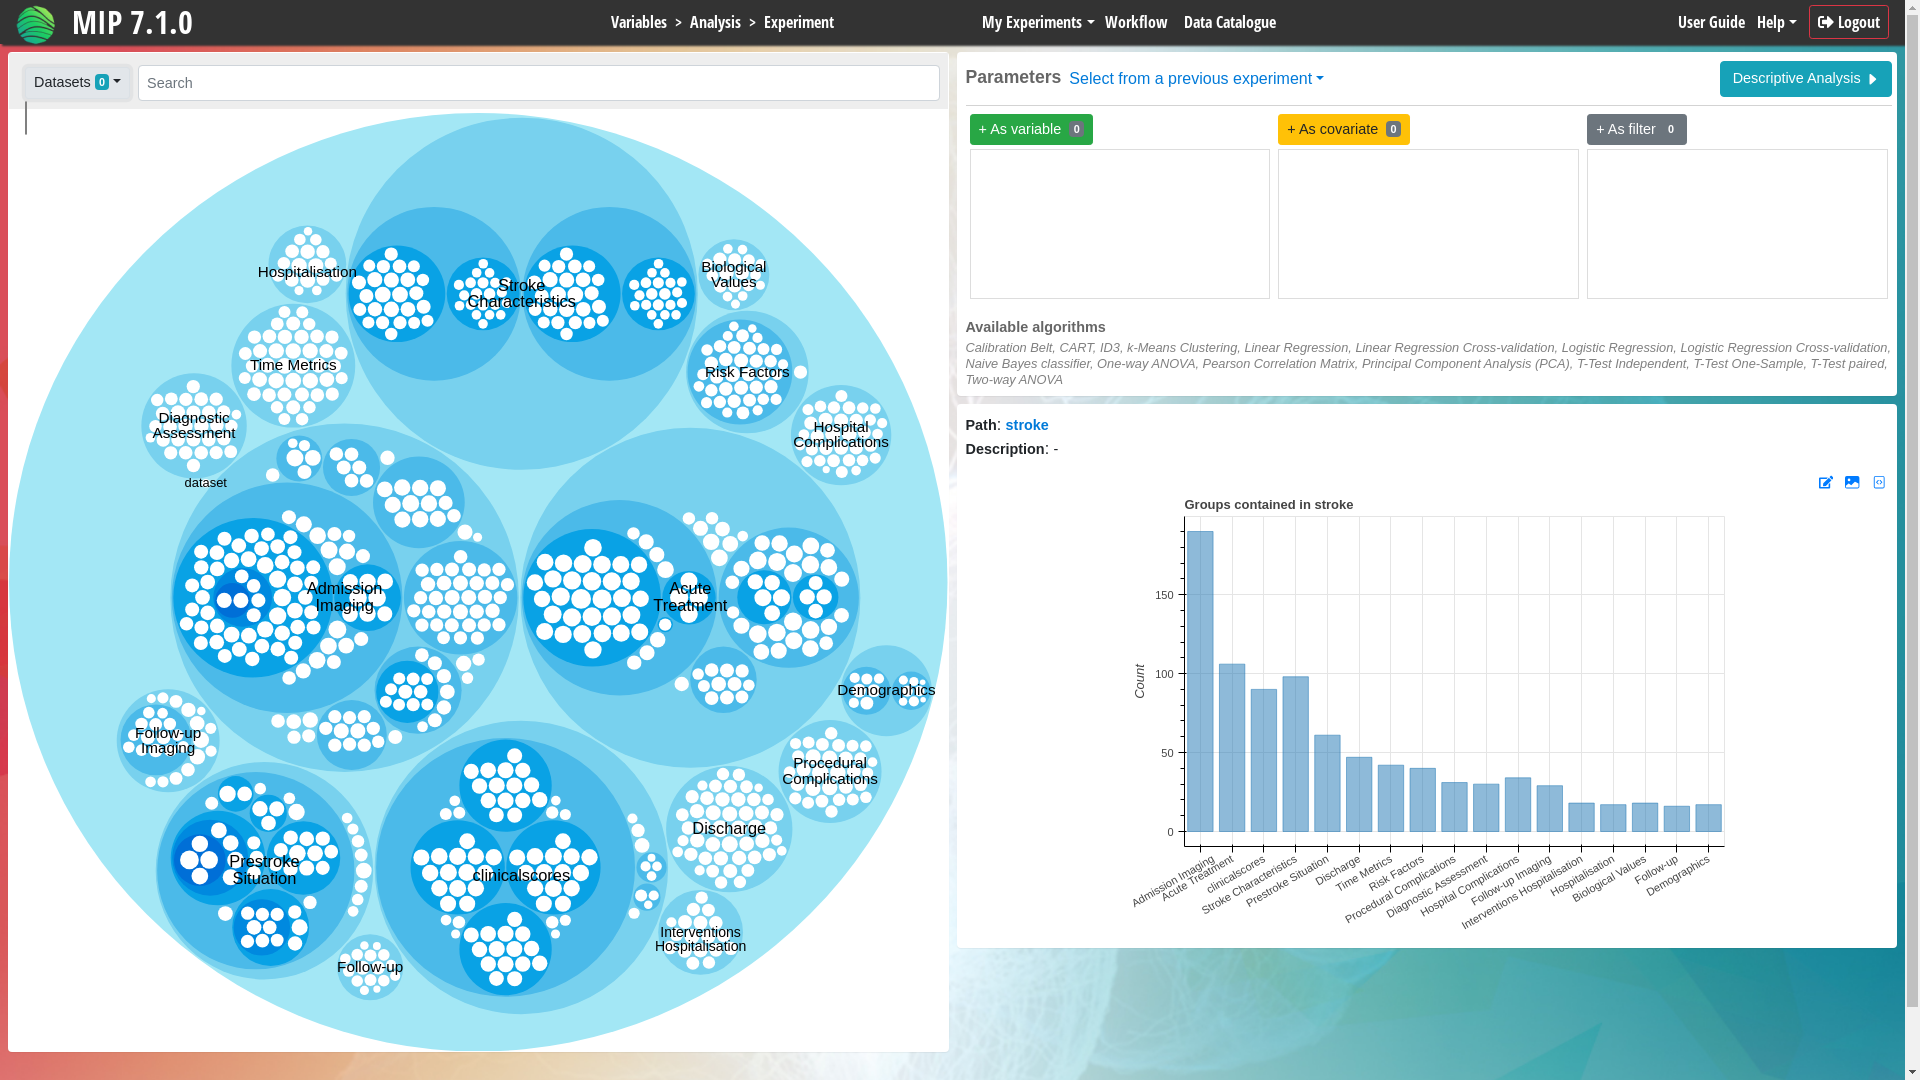 MIP 7.1.0
Variables > Analysis > Experiment
My Experiments Workflow Data Catalogue
User Guide Help Logout
Datasets 0
Search
Hospitalisation
Stroke
Characteristics
Biological
Values
Time Metrics
Risk Factors
Diagnostic
Assessment
Hospital
Complications
dataset
Admission
Imaging
Acute
Treatment
Demographics
Follow-up
Imaging
Procedural
Complications
Discharge
Prestroke
Situation
clinicalscores
Interventions
Hospitalisation
Follow-up
Parameters Select from a previous experiment
Descriptive Analysis
+ As variable 0
+ As covariate 0
+ As filter 0
Available algorithms
Calibration Belt, CART, ID3, k-Means Clustering, Linear Regression, Linear Regression Cross-validation, Logistic Regression, Logistic Regression Cross-validation,
Naive Bayes classifier, One-way ANOVA, Pearson Correlation Matrix, Principal Component Analysis (PCA), T-Test Independent, T-Test One-Sample, T-Test paired,
Two-way ANOVA
Path: stroke
Description: -
Groups contained in stroke
Count
150
100
50
0
Admission Imaging
Acute Treatment
clinicalscores
Stroke Characteristics
Prestroke Situation
Discharge
Time Metrics
Risk Factors
Procedural Complications
Diagnostic Assessment
Hospital Complications
Follow-up Imaging
Interventions Hospitalisation
Hospitalisation
Biological Values
Follow-up
Demographics